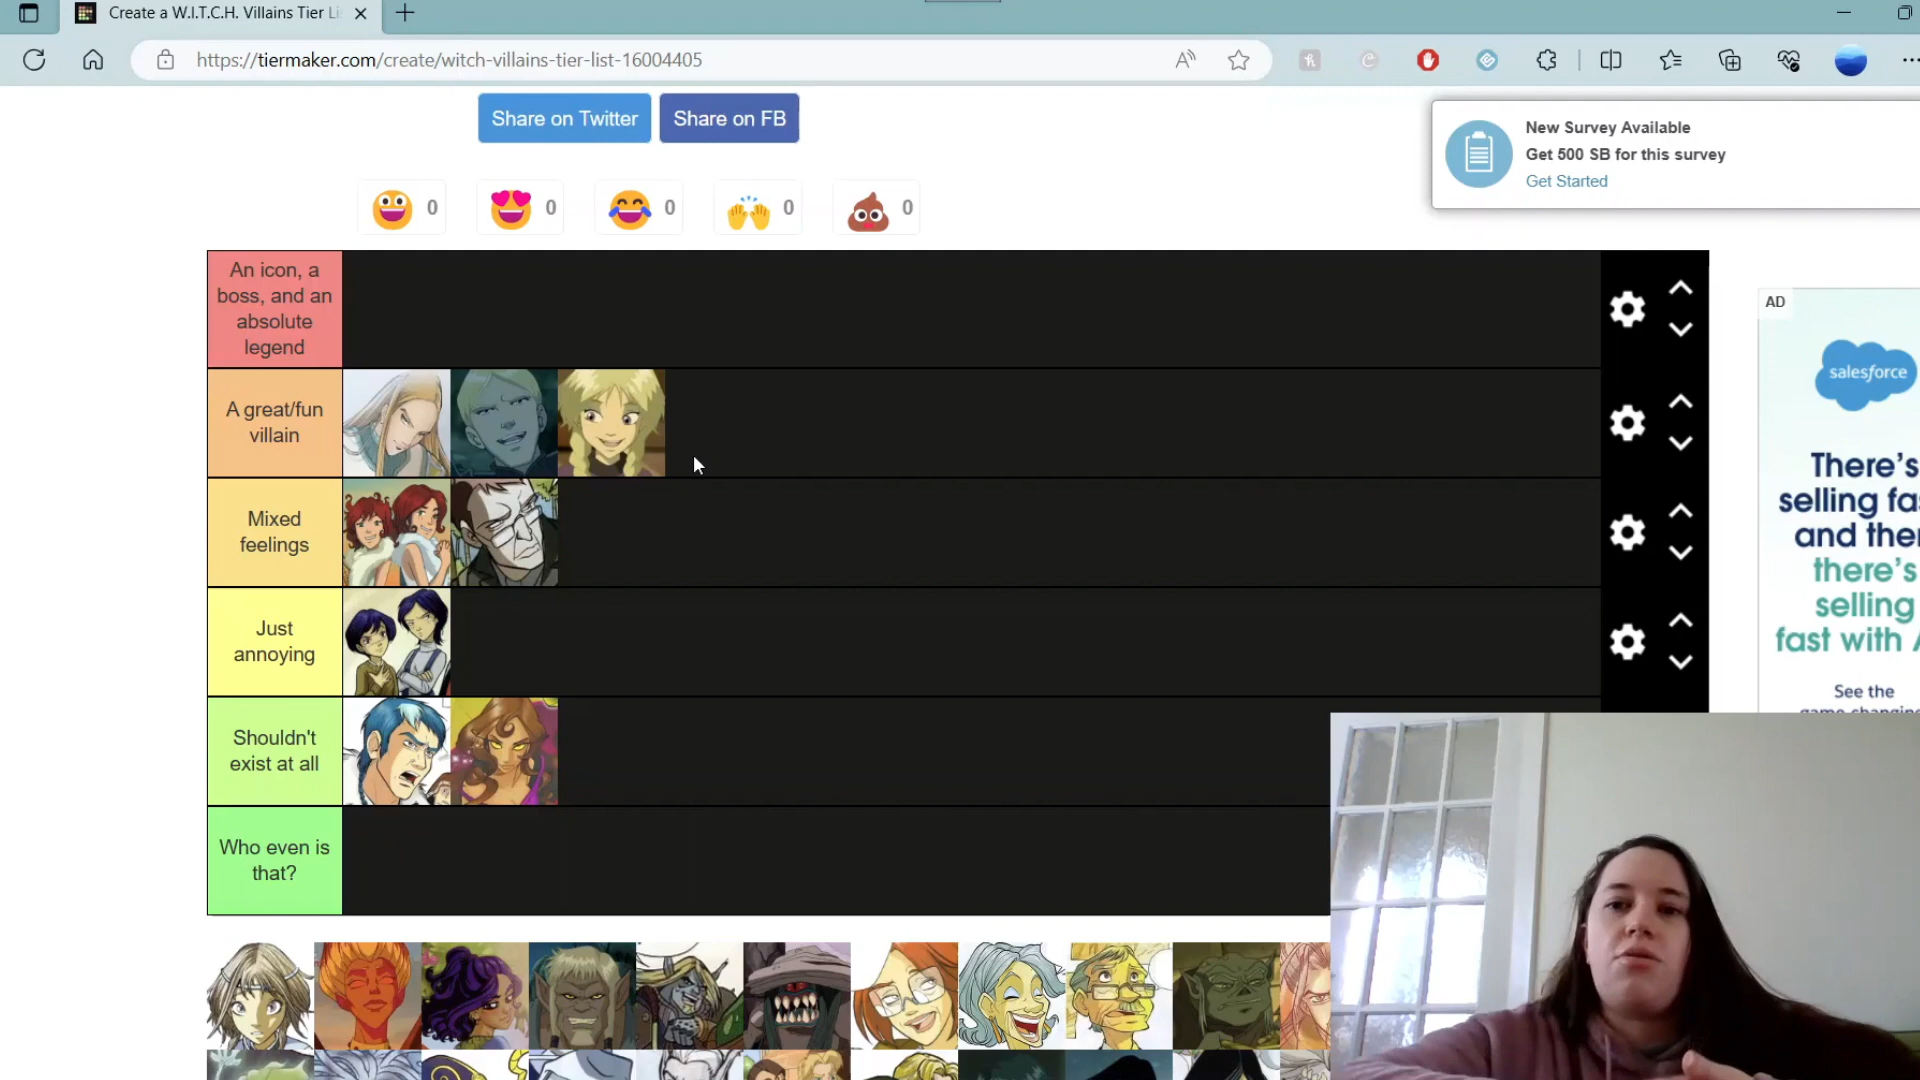 Create a W.I.T.C.H. Villains Tier Li
https://tiermaker.com/create/witch-villains-tier-list-16004405
Share on Twitter
Share on FB
New Survey Available
Get 500 SB for this survey
Get Started
0
0
0
0
0
An icon, a
boss, and an
absolute
legend
A great/fun
villain
Mixed
feelings
Just
annoying
Shouldn't
exist at all
Who even is
that?
AD
salesforce
There's
selling fas
and ther
there's
selling
fast with A
See the